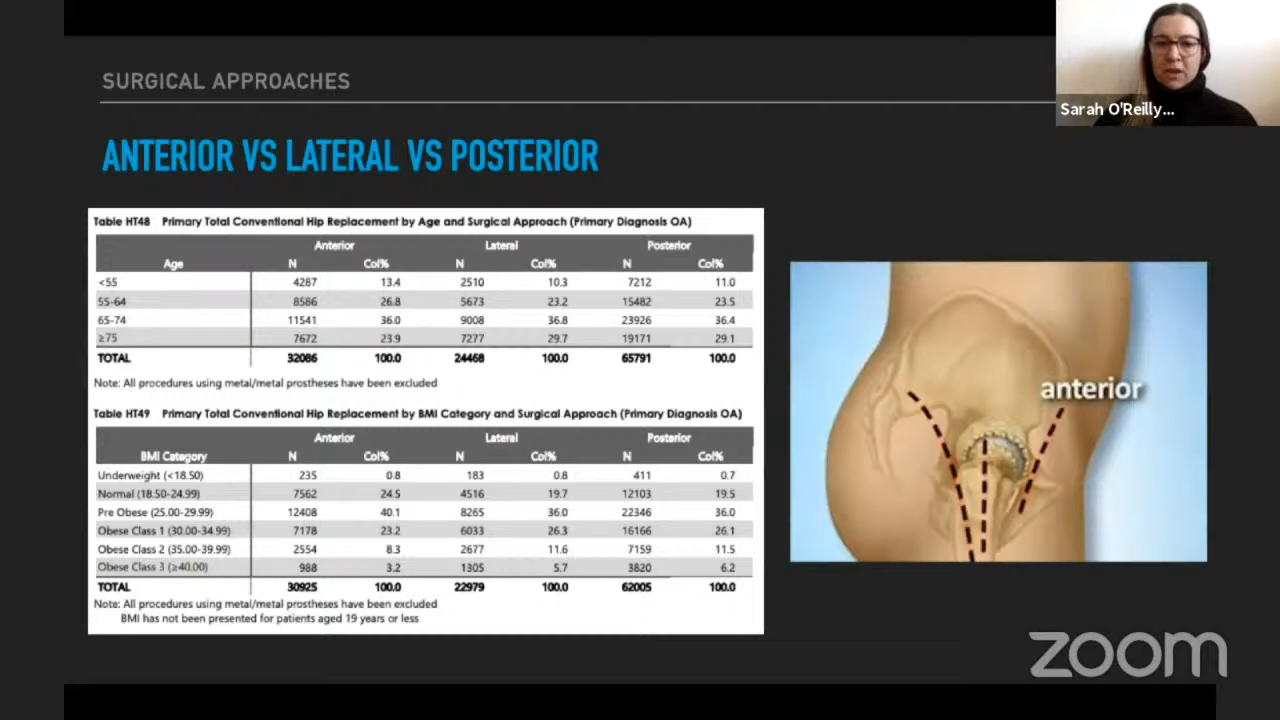 SURGICAL APPROACHES
Sarah O'Reilly...
ANTERIOR VS LATERAL VS POSTERIOR
Table HT48 Primary Total Conventional Hip Replacement by Age and Surgical Approach (Primary Diagnosis OA)
Anterior Lateral Posterior
Age N Col% N Col% N Col%
<55 4287 13.4 2510 10.3 7212 11.0
55-64 8586 26.8 5673 23.2 15482 23.5
65-74 11541 36.0 9008 36.8 23926 36.4
≥75 7672 23.9 7277 29.7 19171 29.1
TOTAL 32086 100.0 24468 100.0 65791 100.0
Note: All procedures using metal/metal prostheses have been excluded
Table HT49 Primary Total Conventional Hip Replacement by BMI Category and Surgical Approach (Primary Diagnosis OA)
Anterior Lateral Posterior
BMI Category N Col% N Col% N Col%
Underweight (<18.50) 235 0.8 183 0.8 411 0.7
Normal (18.50-24.99) 7562 24.5 4516 19.7 12103 19.5
Pre Obese (25.00-29.99) 12408 40.1 8265 36.0 22346 36.0
Obese Class 1 (30.00-34.99) 7178 23.2 6033 26.3 16166 26.1
Obese Class 2 (35.00-39.99) 2554 8.3 2677 11.6 7159 11.5
Obese Class 3 (≥40.00) 988 3.2 1305 5.7 3820 6.2
TOTAL 30925 100.0 22979 100.0 62005 100.0
Note: All procedures using metal/metal prostheses have been excluded
BMI has not been presented for patients aged 19 years or less
anterior
zoom